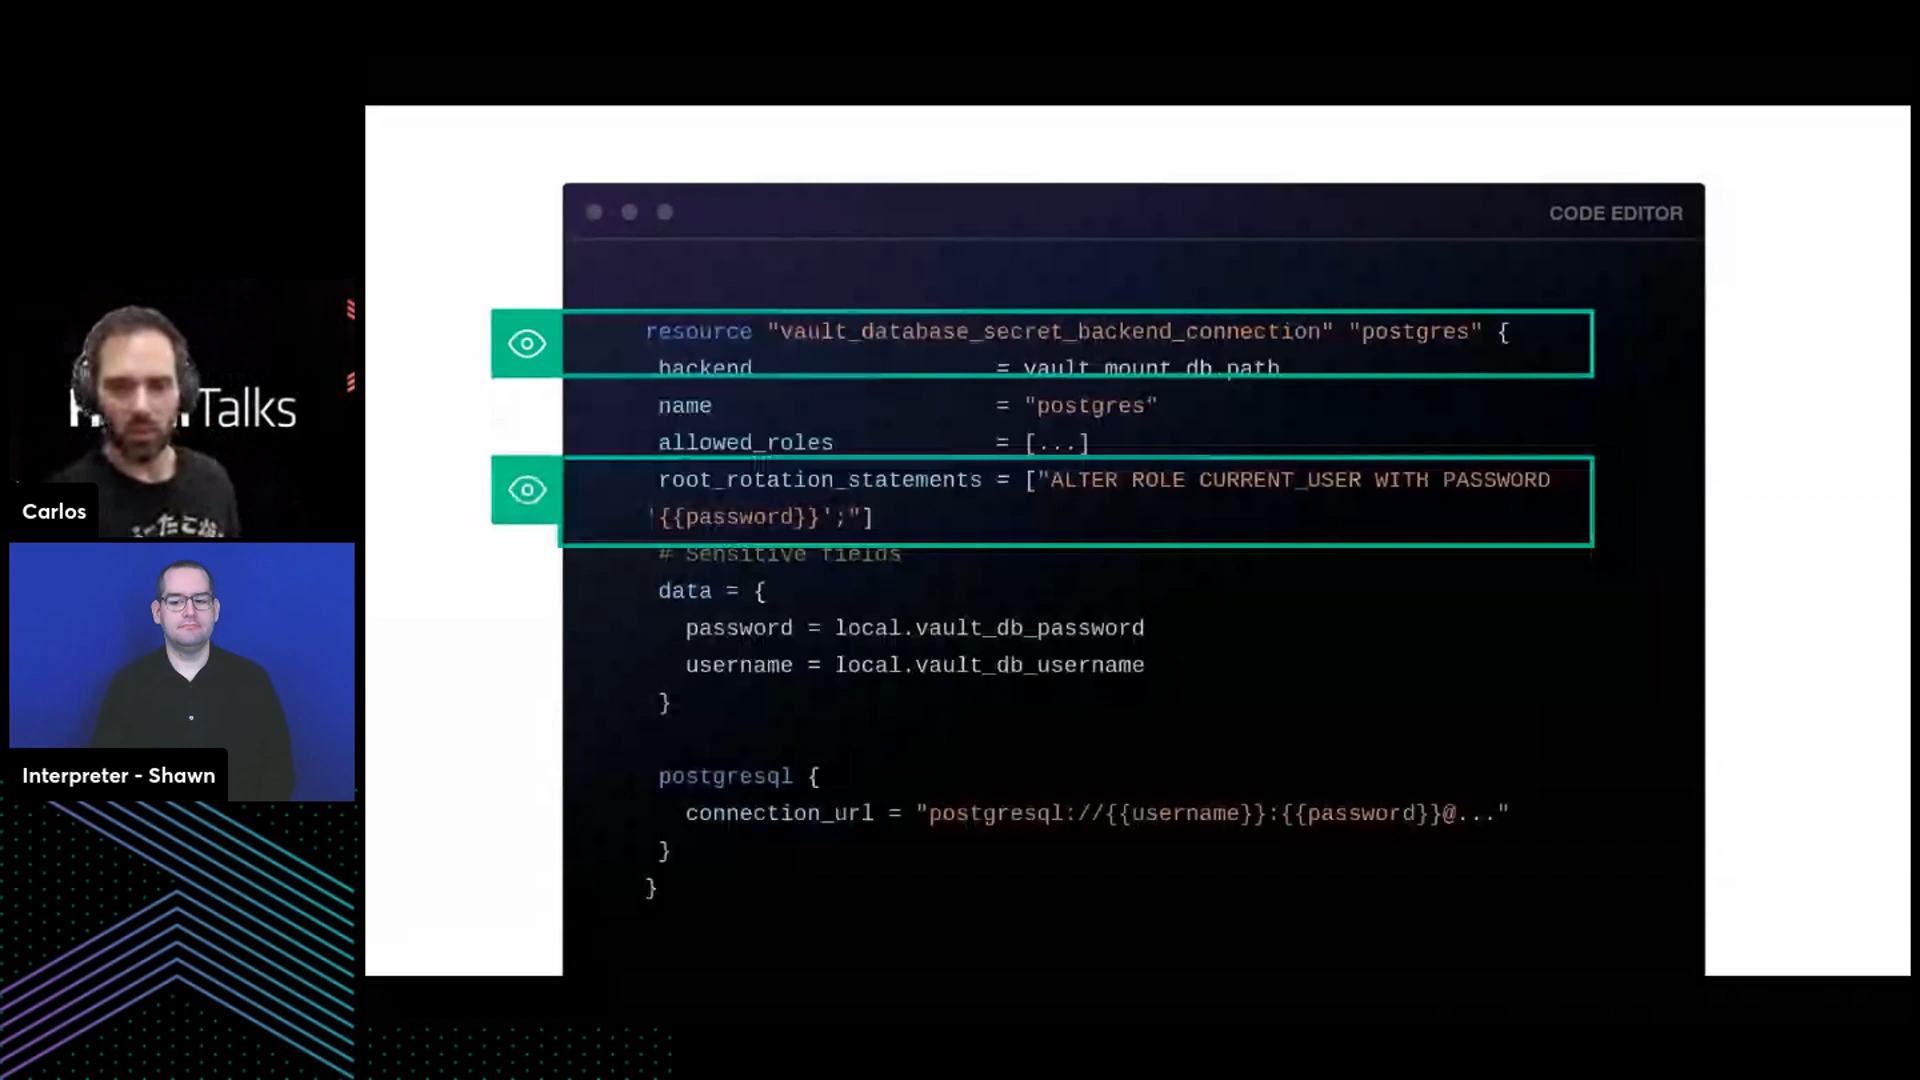 CODE EDITOR
resource "vault_database_secret_backend_connection" "postgres" {
backend = vault_mount.db.path
name = "postgres"
allowed_roles = [...]
root_rotation_statements = ["ALTER ROLE CURRENT_USER WITH PASSWORD
'{{password}}';"]
# Sensitive fields
data = {
password = local.vault_db_password
username = local.vault_db_username
}
postgresql {
connection_url = "postgresql://{{username}}:{{password}}@..."
}
}
Talks
Carlos
Interpreter - Shawn